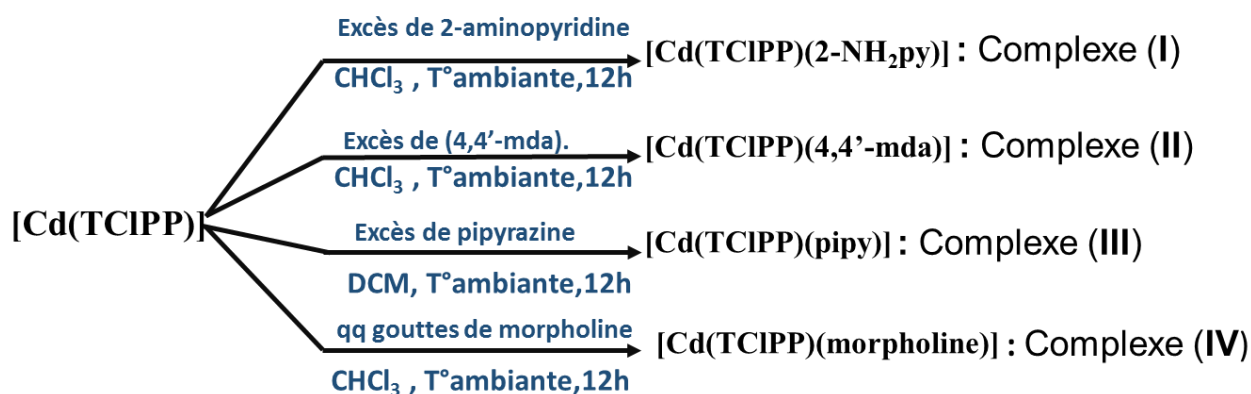 Excès de 2-aminopyridine
CHCl₃ , T°ambiante,12h
[Cd(TClPP)(2-NH₂py)] : Complexe (I)
Excès de (4,4’-mda).
CHCl₃ , T°ambiante,12h
[Cd(TClPP)(4,4’-mda)] : Complexe (II)
[Cd(TClPP)]
Excès de pipyrazine
DCM, T°ambiante,12h
[Cd(TClPP)(pipy)] : Complexe (III)
qq gouttes de morpholine
CHCl₃ , T°ambiante,12h
[Cd(TClPP)(morpholine)] : Complexe (IV)